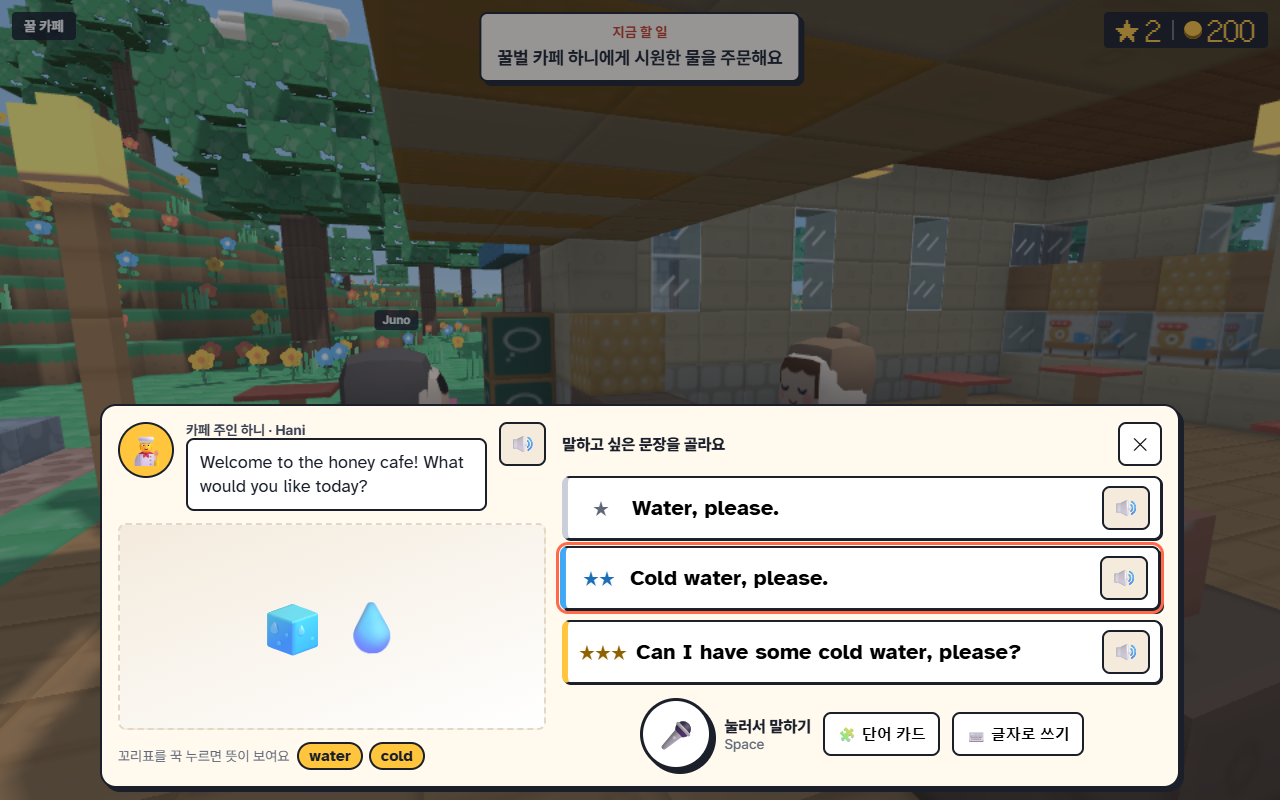 꿀 카페
지금 할 일
꿀벌 카페 하니에게 시원한 물을 주문해요
2
200
Juno
카페 주인 하니 · Hani
Welcome to the honey cafe! What
would you like today?
말하고 싶은 문장을 골라요
Water, please.
Cold water, please.
Can I have some cold water, please?
꼬리표를 꾹 누르면 뜻이 보여요
water
cold
눌러서 말하기
Space
단어 카드
글자로 쓰기